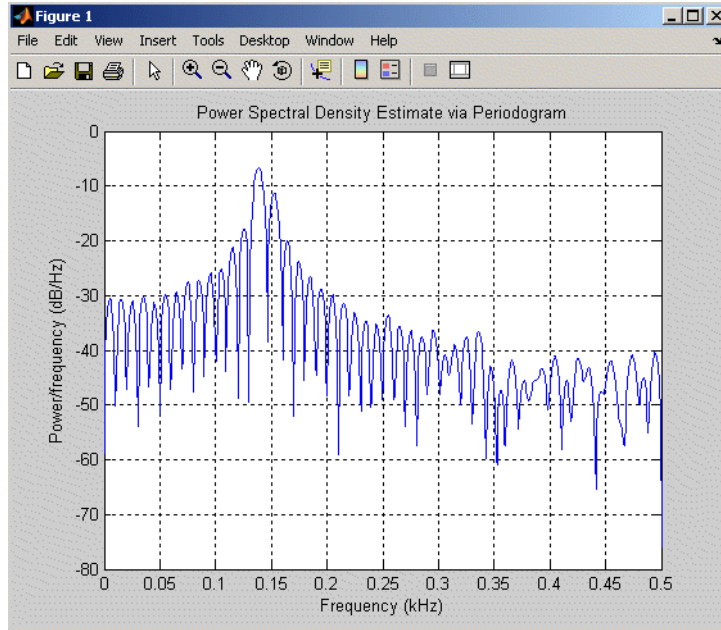 Figure 1
File Edit View Insert Tools Desktop Window Help
Power Spectral Density Estimate via Periodogram
Power/frequency (dB/Hz)
0
-10
-20
-30
-40
-50
-60
-70
-80
0 0.05 0.1 0.15 0.2 0.25 0.3 0.35 0.4 0.45 0.5
Frequency (kHz)